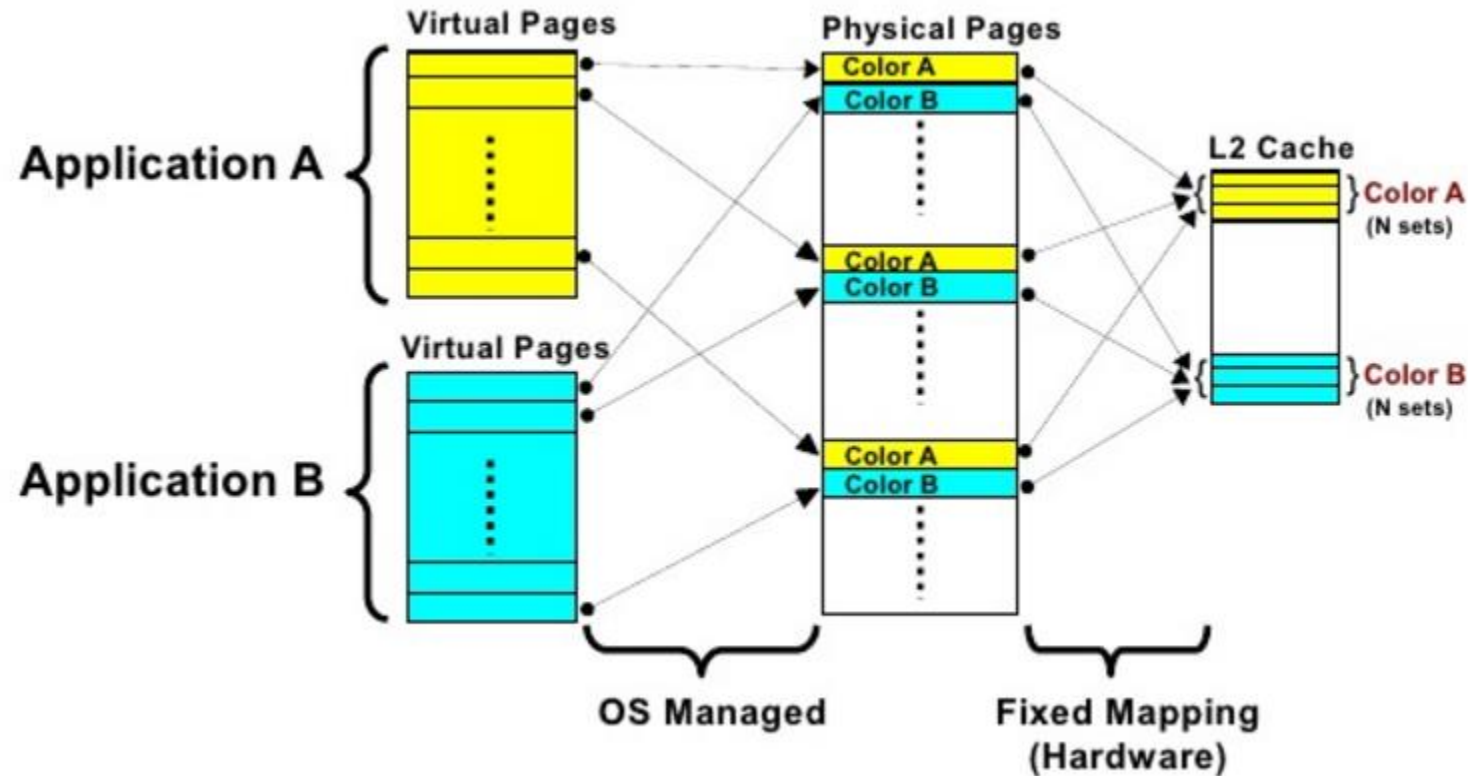 Virtual Pages
Physical Pages
Color A
Color B
Application A
L2 Cache
Color A
(N sets)
Color A
Color B
Virtual Pages
Color B
(N sets)
Color A
Color B
Application B
OS Managed
Fixed Mapping
(Hardware)